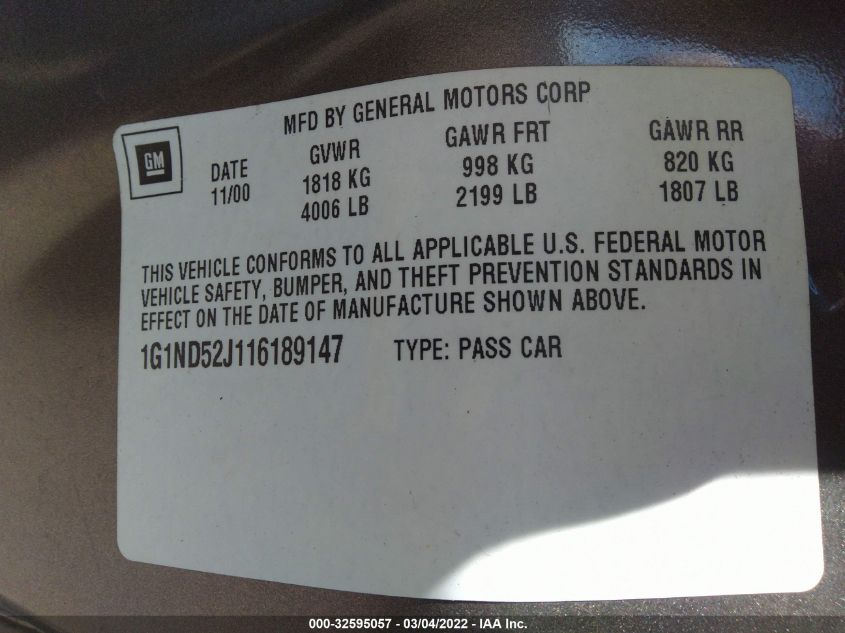 MFD BY GENERAL MOTORS CORP
GM
DATE GVWR GAWR FRT GAWR RR
11/00 1818 KG 998 KG 820 KG
4006 LB 2199 LB 1807 LB
THIS VEHICLE CONFORMS TO ALL APPLICABLE U.S. FEDERAL MOTOR
VEHICLE SAFETY, BUMPER, AND THEFT PREVENTION STANDARDS IN
EFFECT ON THE DATE OF MANUFACTURE SHOWN ABOVE.
1G1ND52J116189147 TYPE: PASS CAR
000-32595057 - 03/04/2022 - IAA Inc.